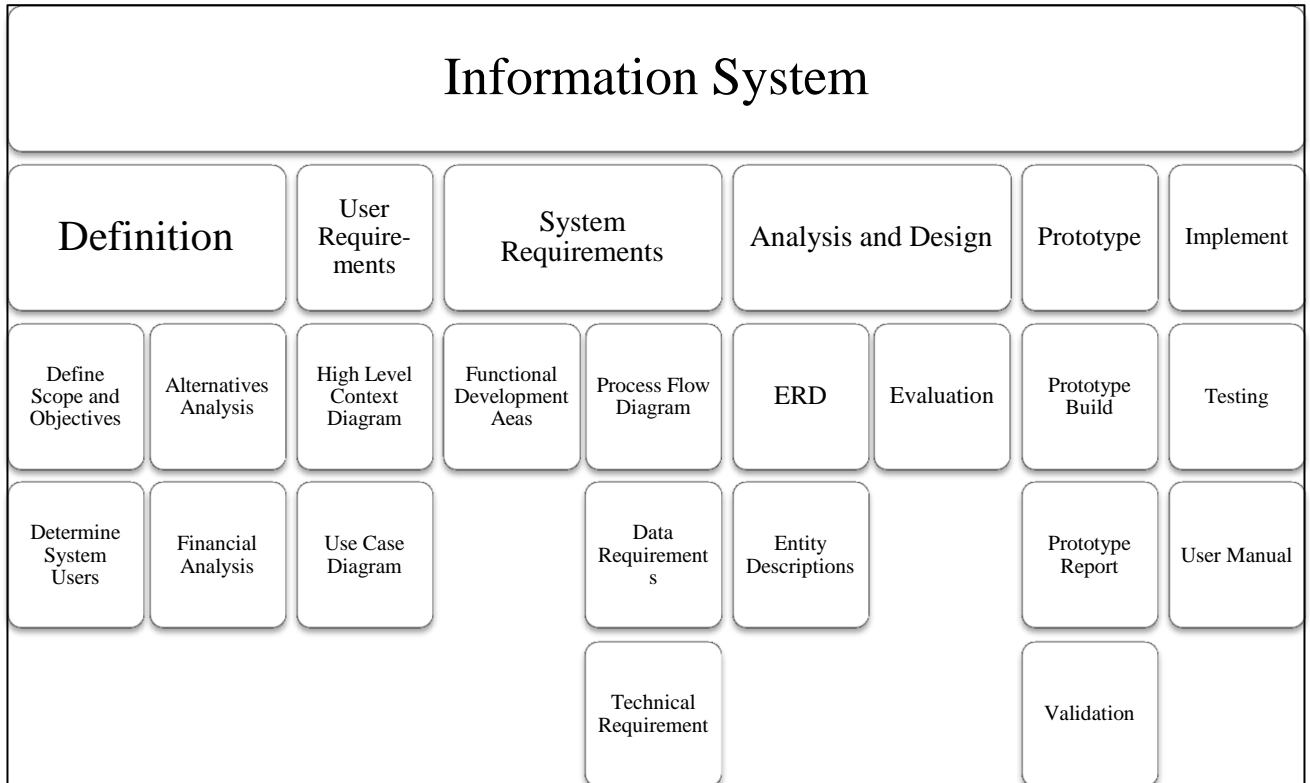 Information System
Definition
User
Require-
ments
System
Requirements
Analysis and Design
Prototype
Implement
Define
Scope and
Objectives
Alternatives
Analysis
High Level
Context
Diagram
Functional
Development
Aeas
Process Flow
Diagram
ERD
Evaluation
Prototype
Build
Testing
Determine
System
Users
Financial
Analysis
Use Case
Diagram
Data
Requirement
s
Entity
Descriptions
Prototype
Report
User Manual
Technical
Requirement
Validation